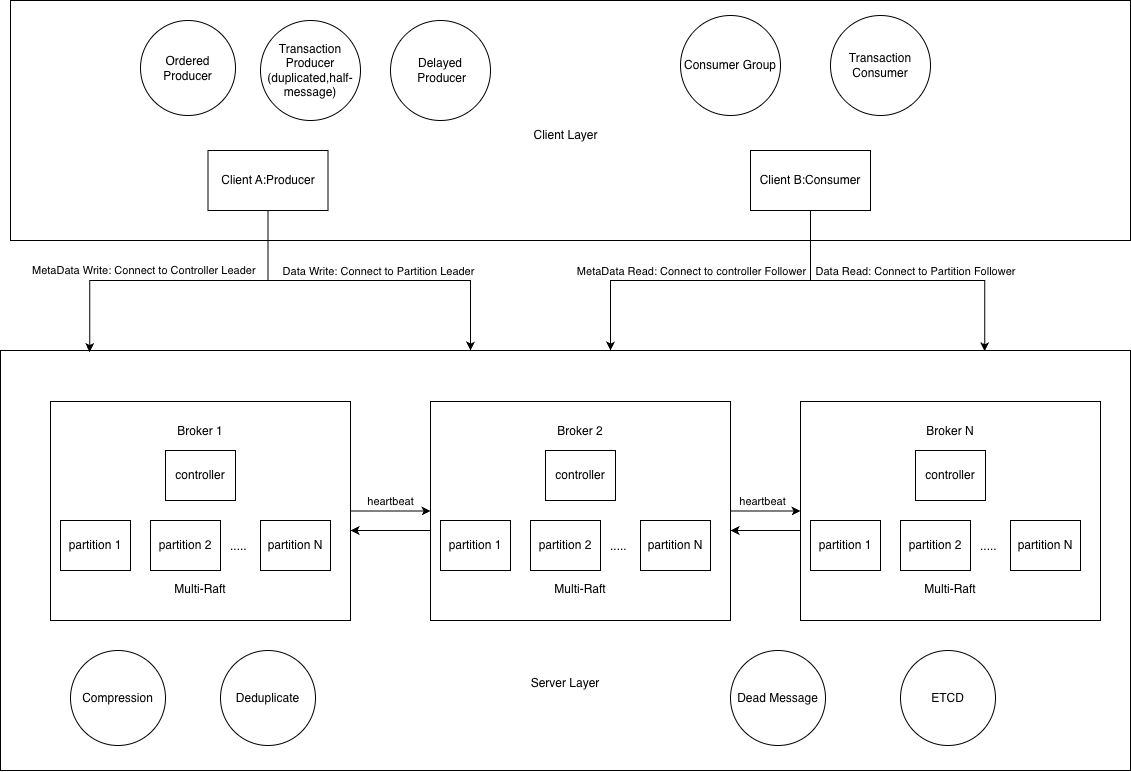 Ordered
Producer
Transaction
Producer
(duplicated,half-
message)
Delayed
Producer
Consumer Group
Transaction
Consumer
Client Layer
Client A:Producer
Client B:Consumer
MetaData Write: Connect to Controller Leader
Data Write: Connect to Partition Leader
MetaData Read: Connect to controller Follower
Data Read: Connect to Partition Follower
Broker 1
controller
partition 1
partition 2
.....
partition N
Multi-Raft
heartbeat
Broker 2
controller
partition 1
partition 2
.....
partition N
Multi-Raft
heartbeat
Broker N
controller
partition 1
partition 2
.....
partition N
Multi-Raft
Compression
Deduplicate
Server Layer
Dead Message
ETCD